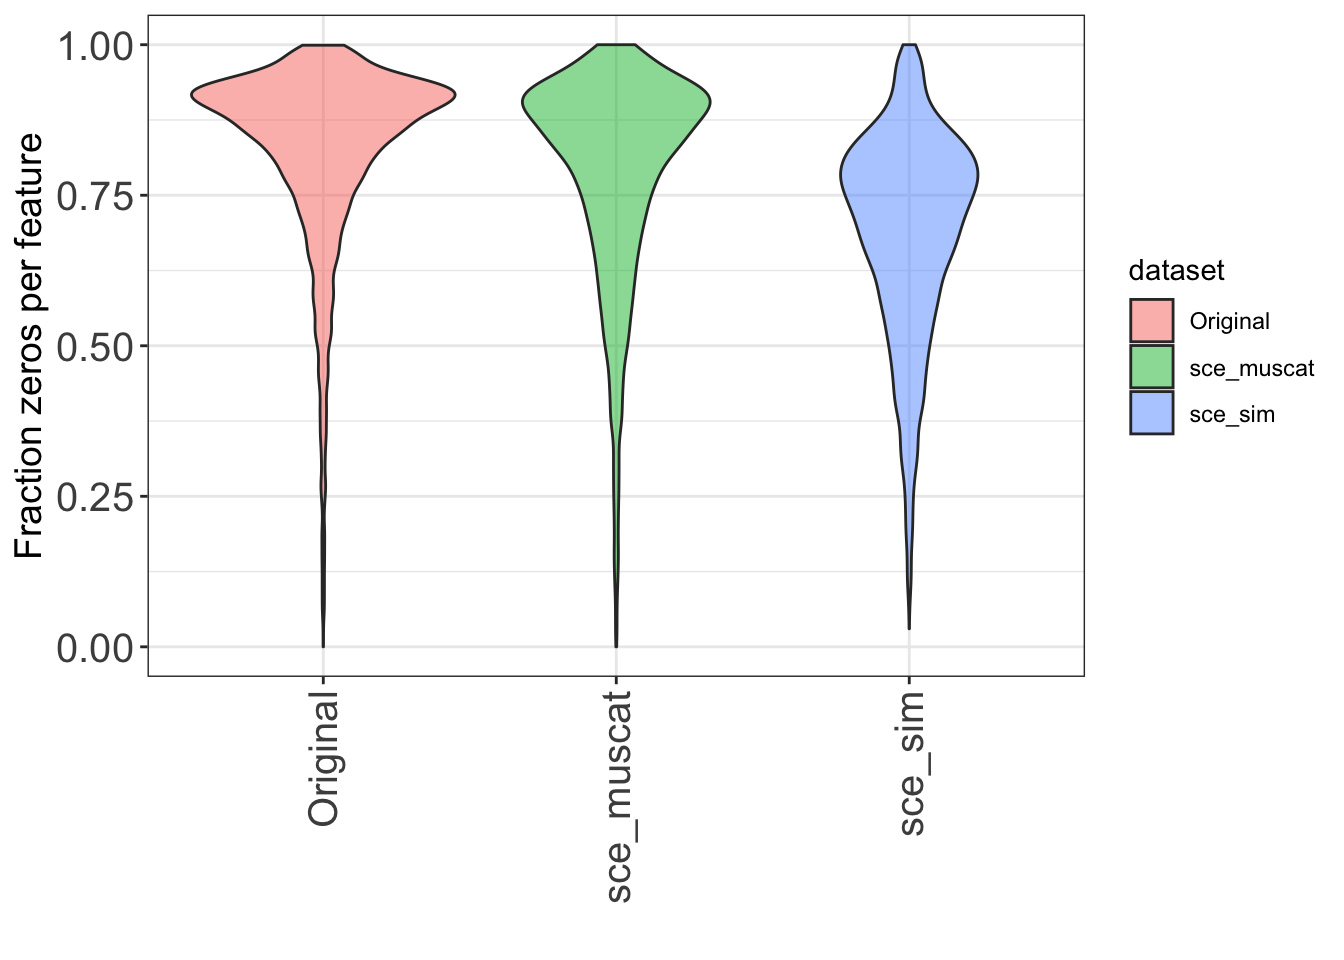 Fraction zeros per feature
1.00
0.75
0.50
0.25
0.00
Original
sce_muscat
sce_sim
dataset
Original
sce_muscat
sce_sim